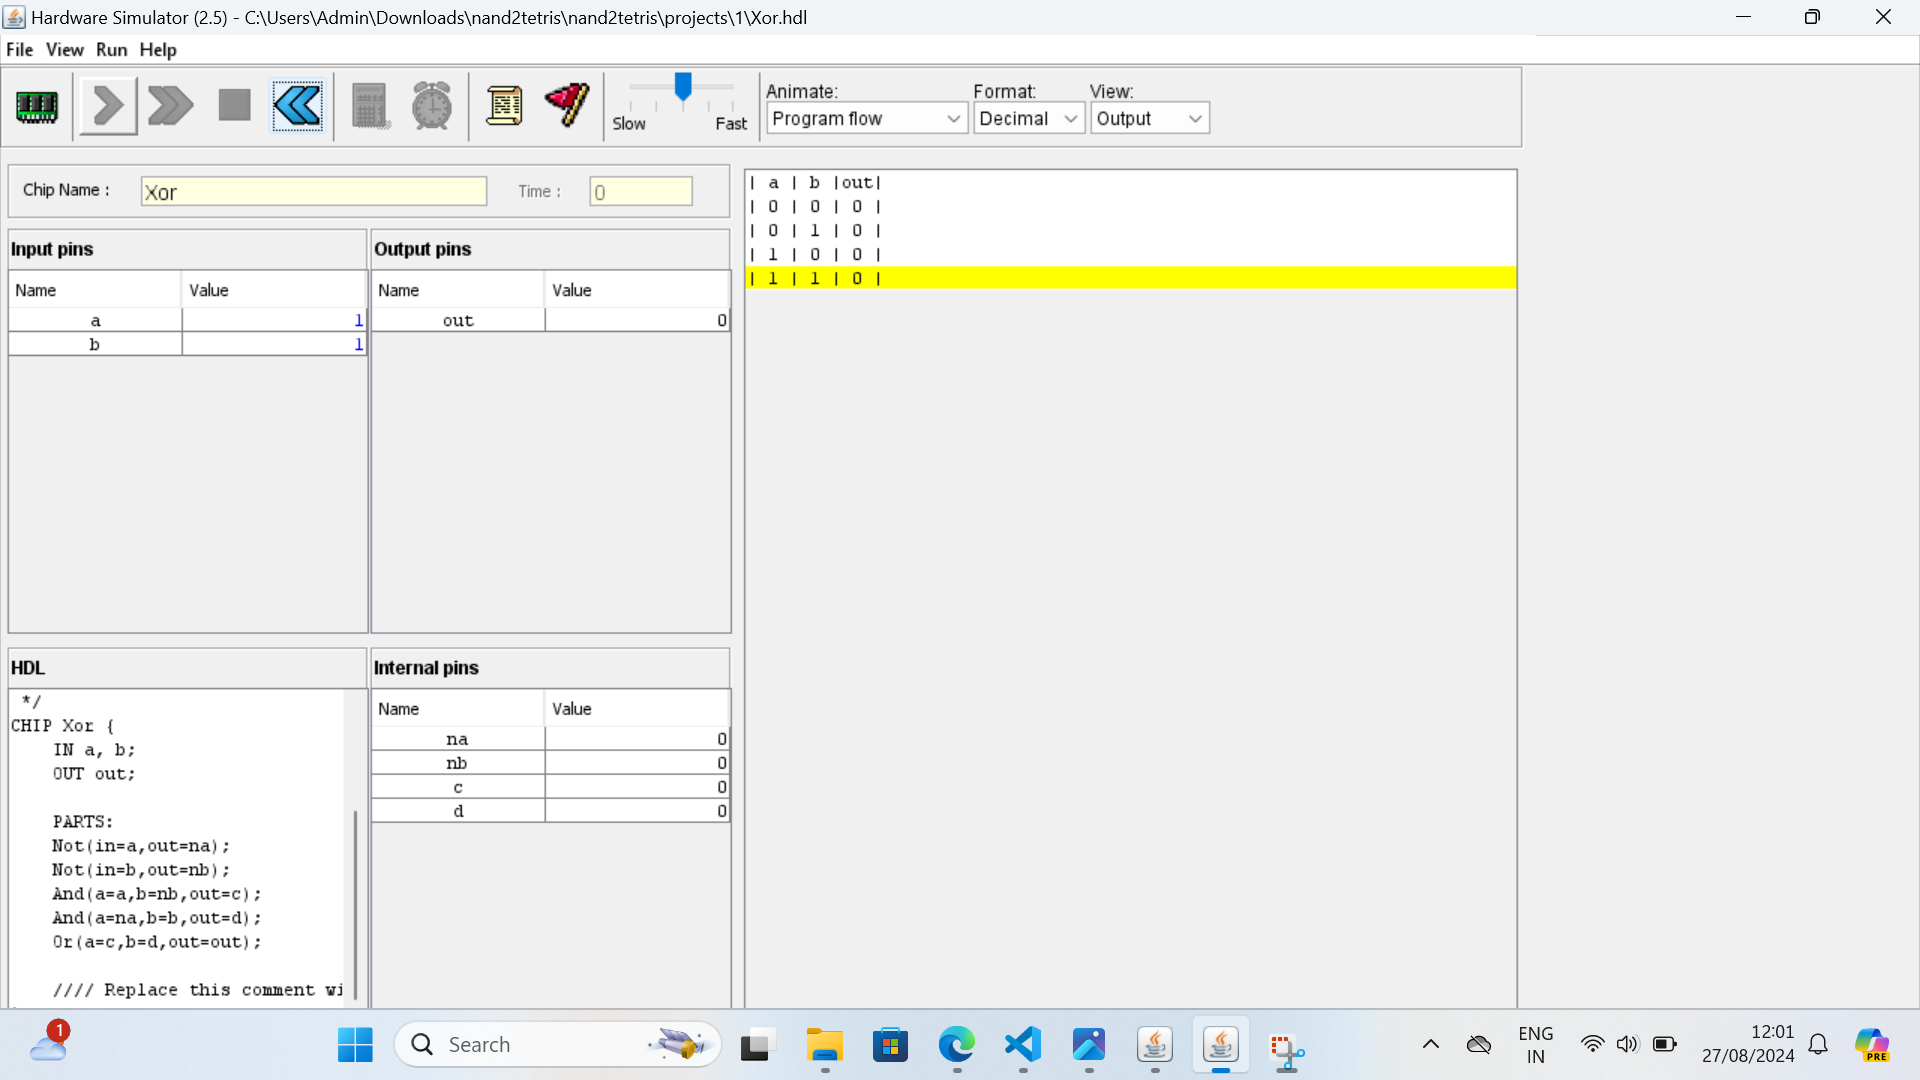 Hardware Simulator (2.5) - C:\Users\Admin\Downloads\nand2tetris\nand2tetris\projects\1\Xor.hdl
File View Run Help
Slow Fast
Animate: Format: View:
Program flow Decimal Output
Chip Name : Xor Time : 0
Input pins
Name Value
a 1
b 1
Output pins
Name Value
out 0
| a | b |out|
| 0 | 0 | 0 |
| 0 | 1 | 0 |
| 1 | 0 | 0 |
| 1 | 1 | 0 |
HDL
*/
CHIP Xor {
IN a, b;
OUT out;
PARTS:
Not(in=a,out=na);
Not(in=b,out=nb);
And(a=a,b=nb,out=c);
And(a=na,b=b,out=d);
Or(a=c,b=d,out=out);
//// Replace this comment wi
Internal pins
Name Value
na 0
nb 0
c 0
d 0
1
Search
ENG
IN
12:01
27/08/2024
PRE